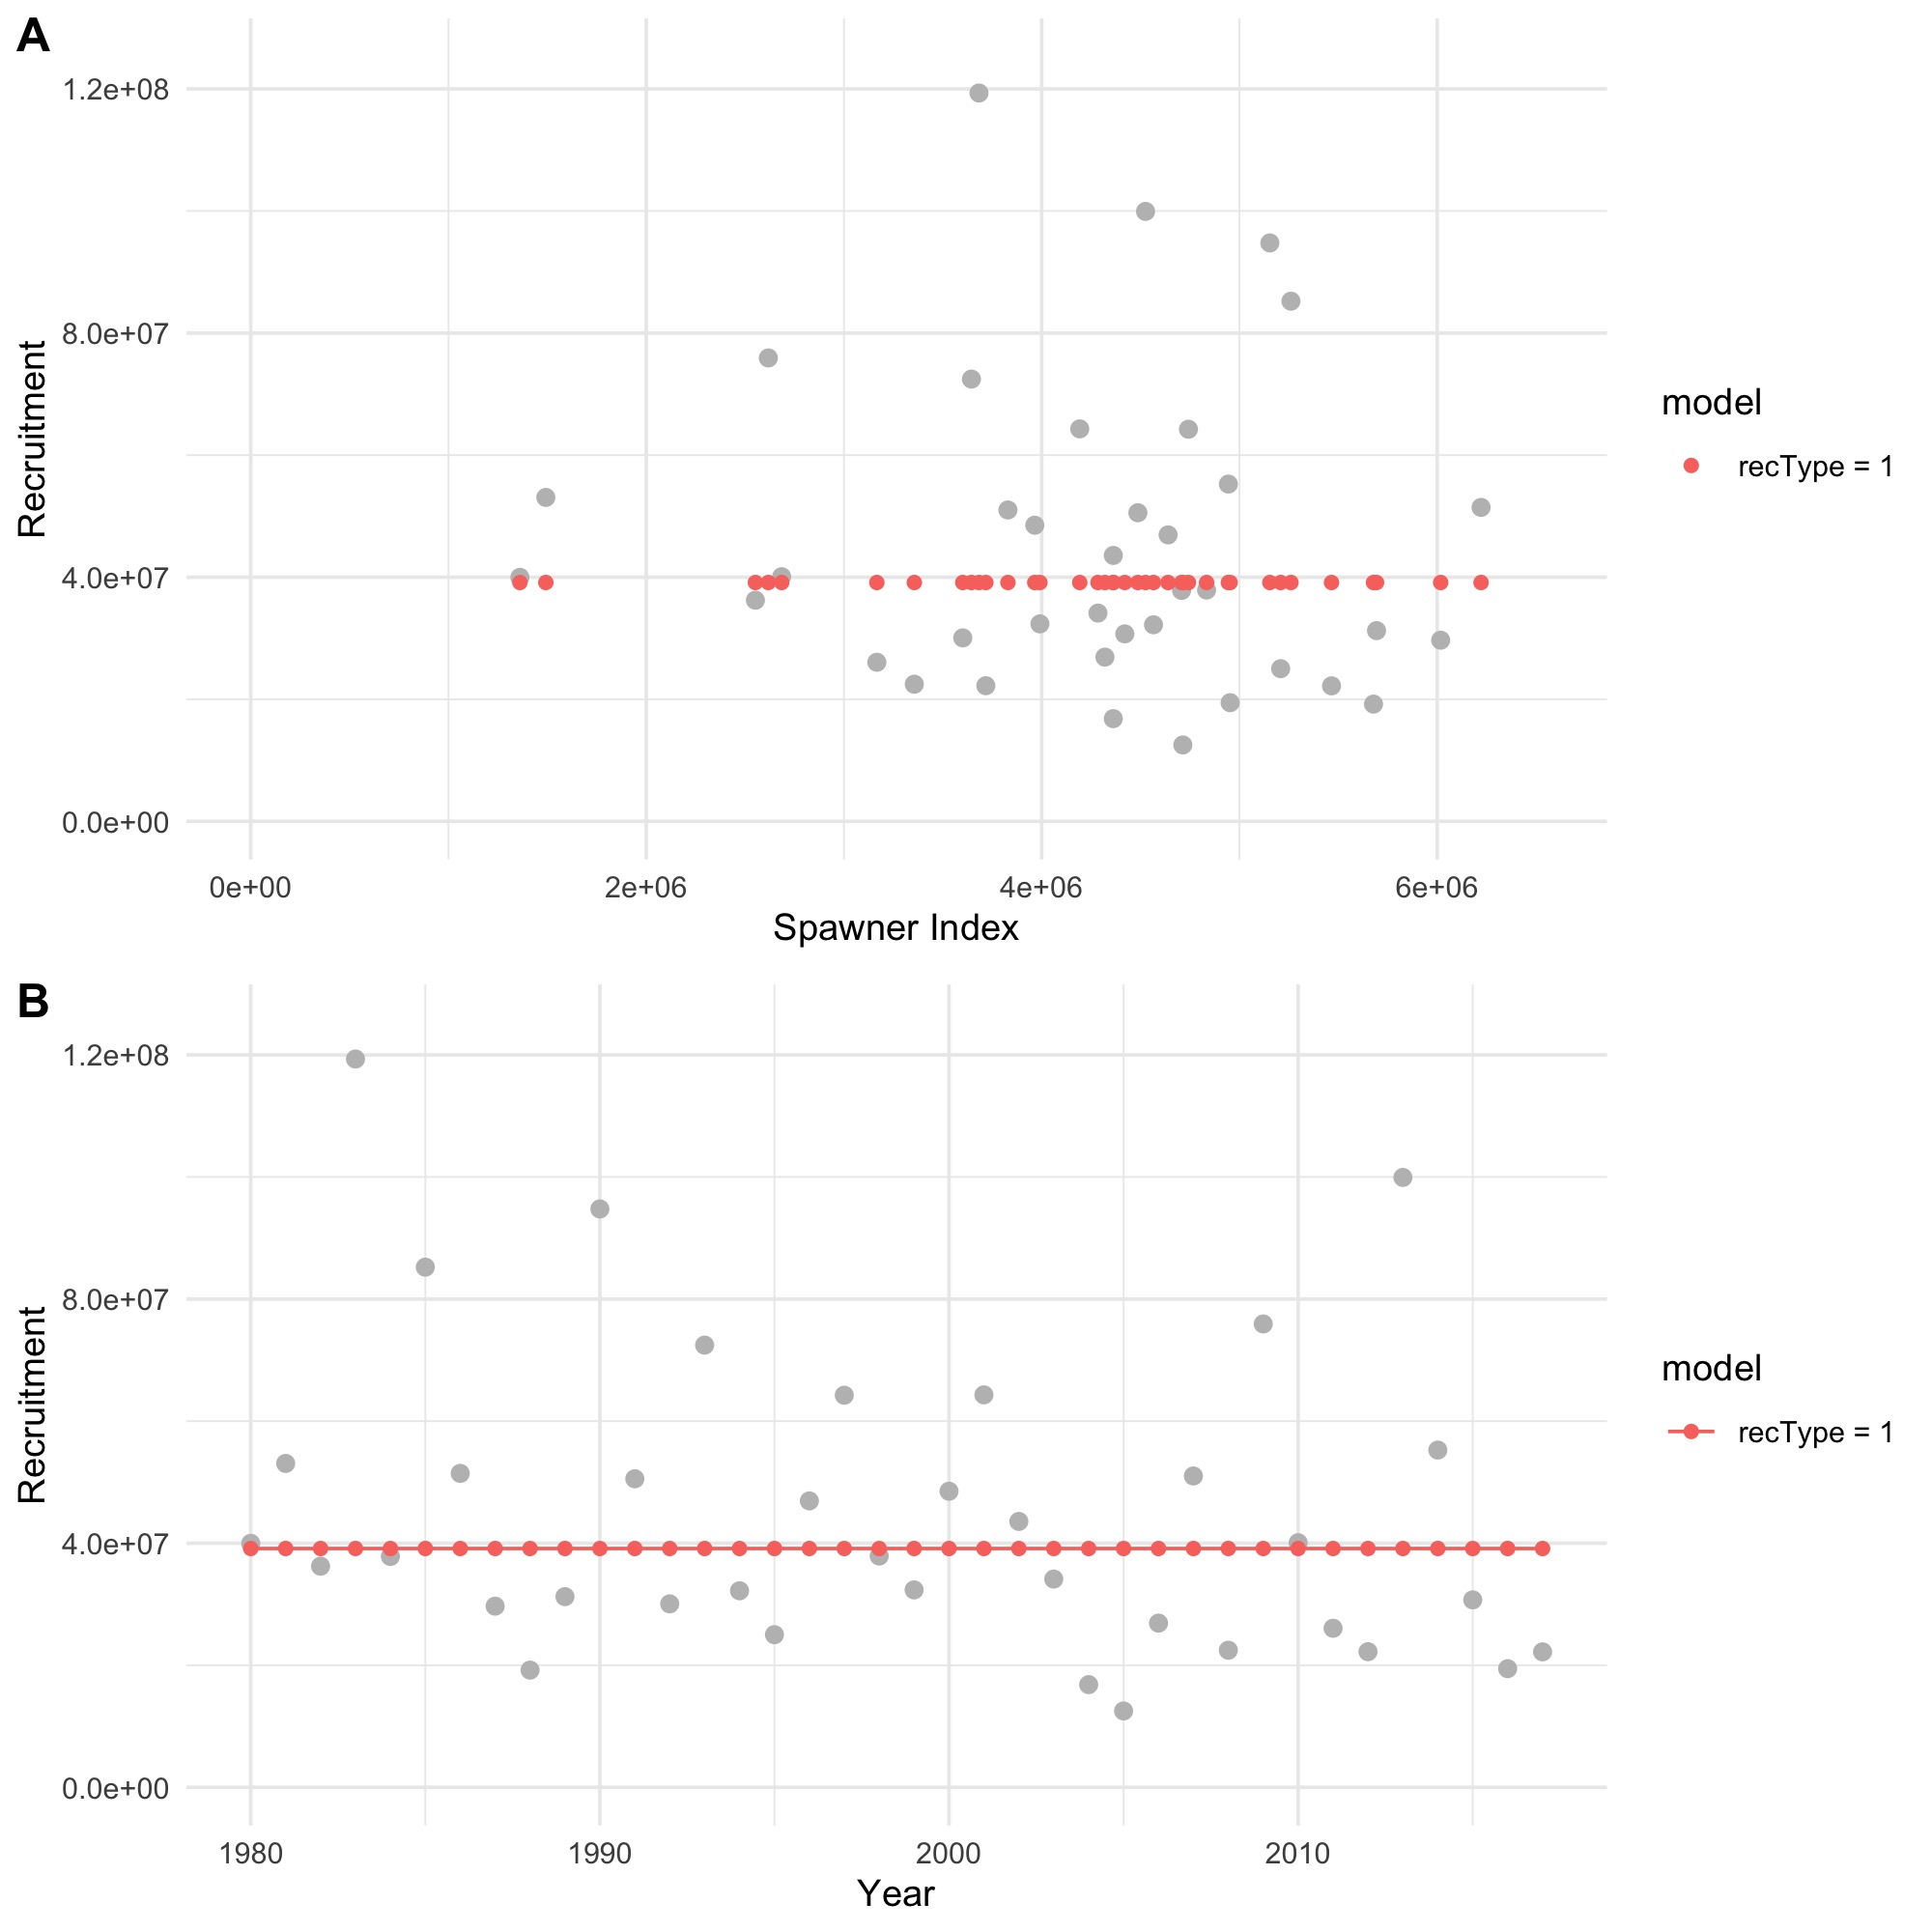 A
1.2e+08
8.0e+07
4.0e+07
0.0e+00
Recruitment
0e+00 2e+06 4e+06 6e+06
Spawner Index
model
recType = 1
B
1.2e+08
8.0e+07
4.0e+07
0.0e+00
Recruitment
1980 1990 2000 2010
Year
model
recType = 1